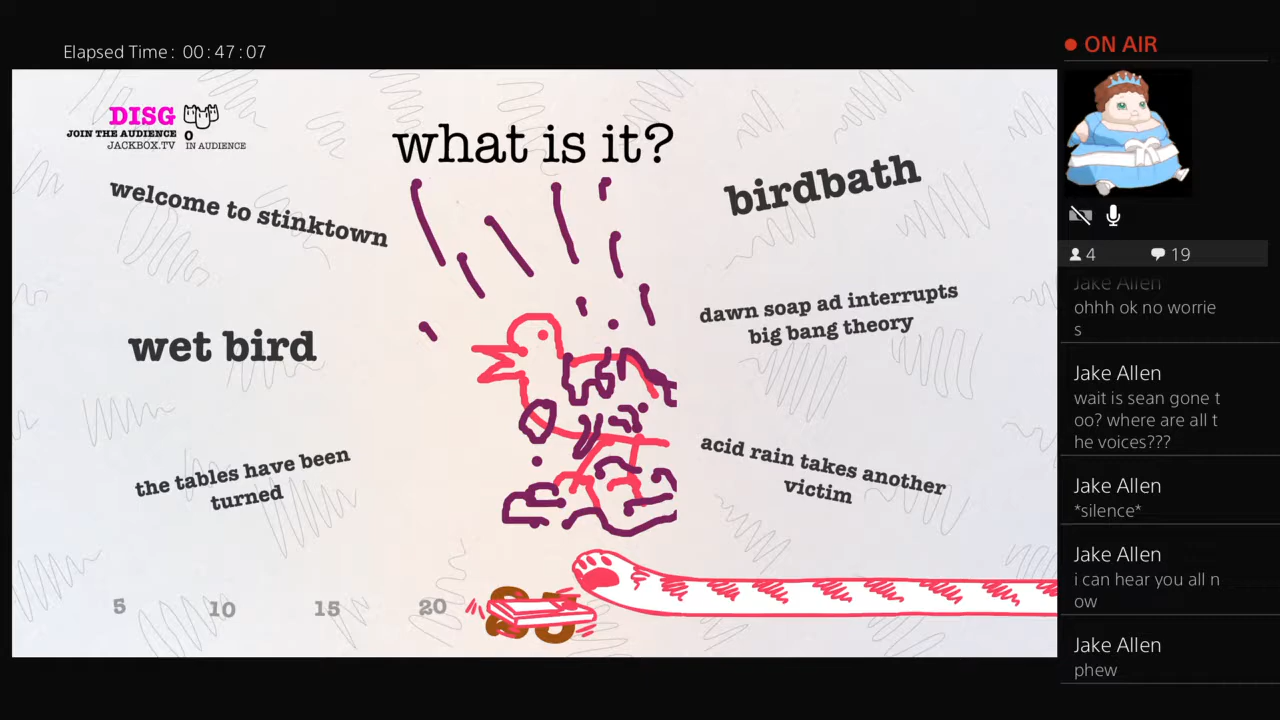 Elapsed Time: 00:47:07
ON AIR
DISG
JOIN THE AUDIENCE
JACKBOX.TV
0
IN AUDIENCE
what is it?
welcome to stinktown
birdbath
wet bird
dawn soap ad interrupts
big bang theory
the tables have been
turned
acid rain takes another
victim
5 10 15 20 25
4 19
Jake Allen
ohhh ok no worrie
s
Jake Allen
wait is sean gone t
oo? where are all t
he voices???
Jake Allen
*silence*
Jake Allen
i can hear you all n
ow
Jake Allen
phew